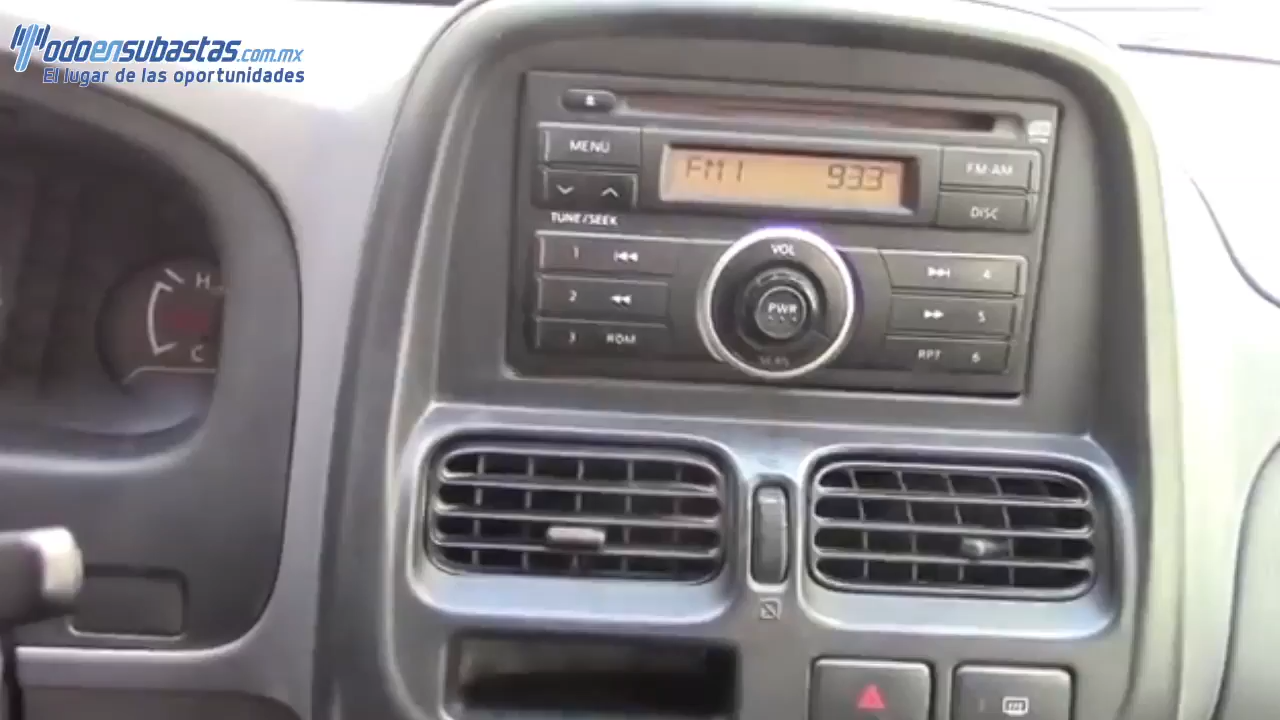 Todoensubastas.com.mx
El lugar de las oportunidades
MENU
FM1 933
FM·AM
DISC
TUNE/SEEK
VOL
1
4
PWR
2
5
3 RDM
RPT 6
H
C